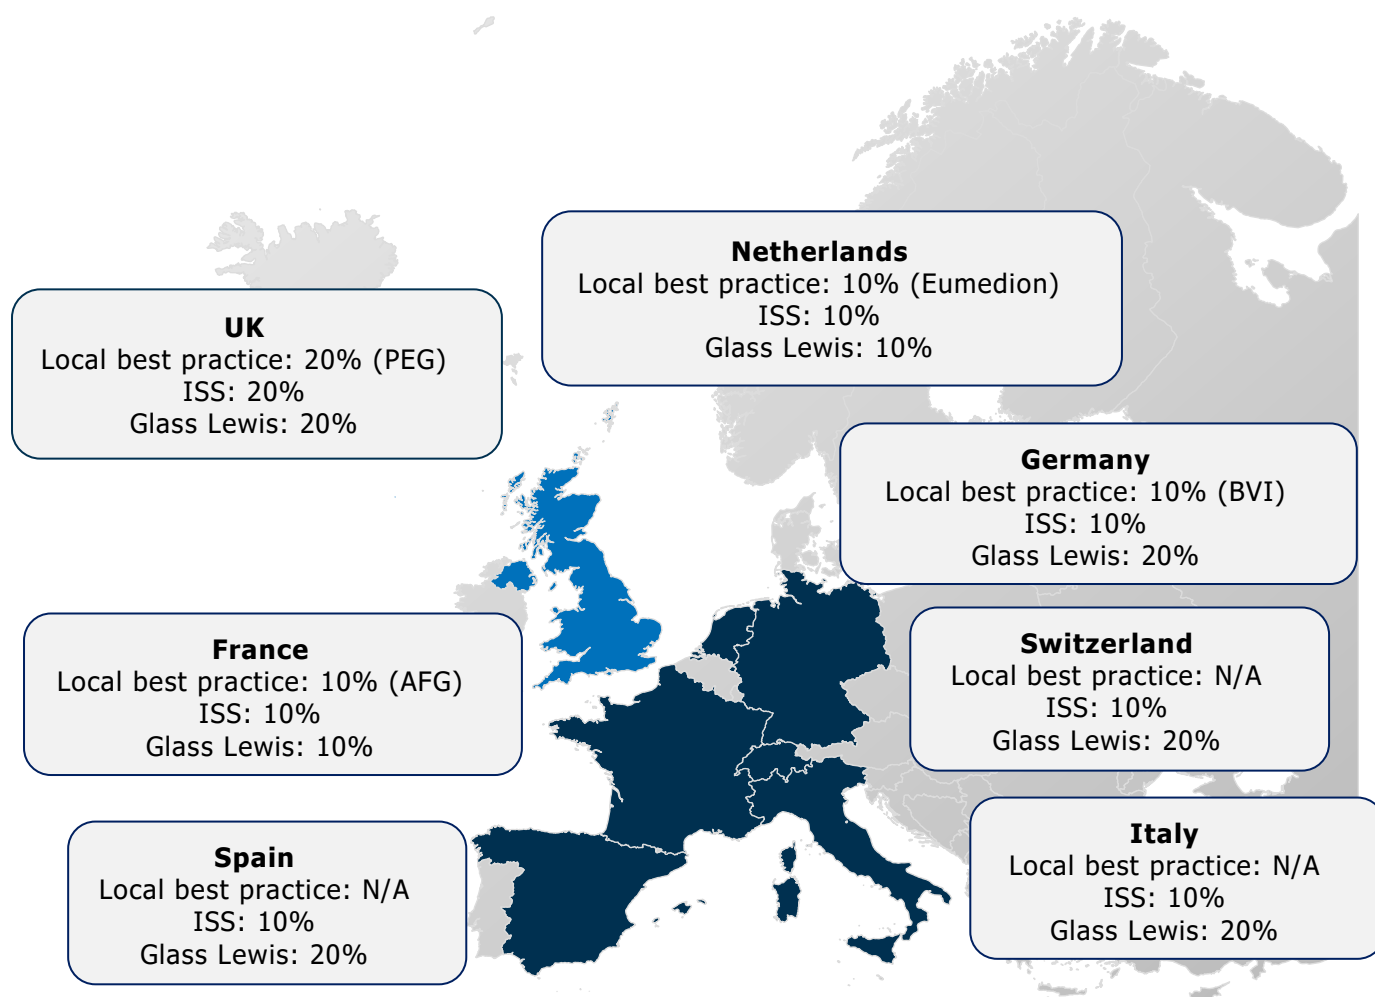 Netherlands
Local best practice: 10% (Eumedion)
ISS: 10%
Glass Lewis: 10%
UK
Local best practice: 20% (PEG)
ISS: 20%
Glass Lewis: 20%
Germany
Local best practice: 10% (BVI)
ISS: 10%
Glass Lewis: 20%
France
Local best practice: 10% (AFG)
ISS: 10%
Glass Lewis: 10%
Switzerland
Local best practice: N/A
ISS: 10%
Glass Lewis: 20%
Spain
Local best practice: N/A
ISS: 10%
Glass Lewis: 20%
Italy
Local best practice: N/A
ISS: 10%
Glass Lewis: 20%